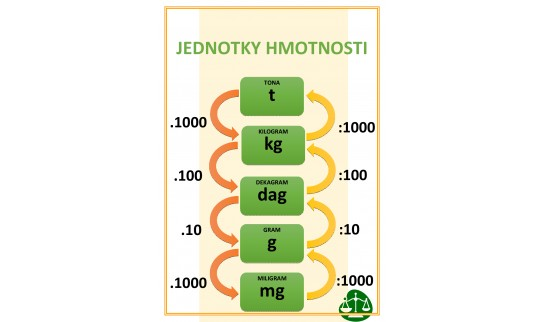 JEDNOTKY HMOTNOSTI
TONA
t
.1000
:1000
KILOGRAM
kg
.100
:100
DEKAGRAM
dag
.10
:10
GRAM
g
.1000
:1000
MILIGRAM
mg